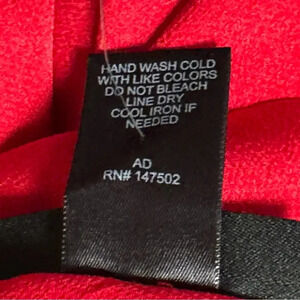 HAND WASH COLD
WITH LIKE COLORS
DO NOT BLEACH
LINE DRY
COOL IRON IF
NEEDED
AD
RN# 147502